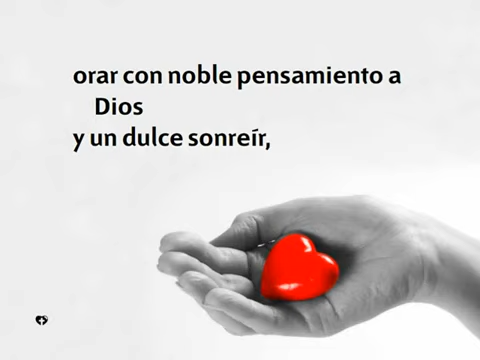 orar con noble pensamiento a
Dios
y un dulce sonreír,